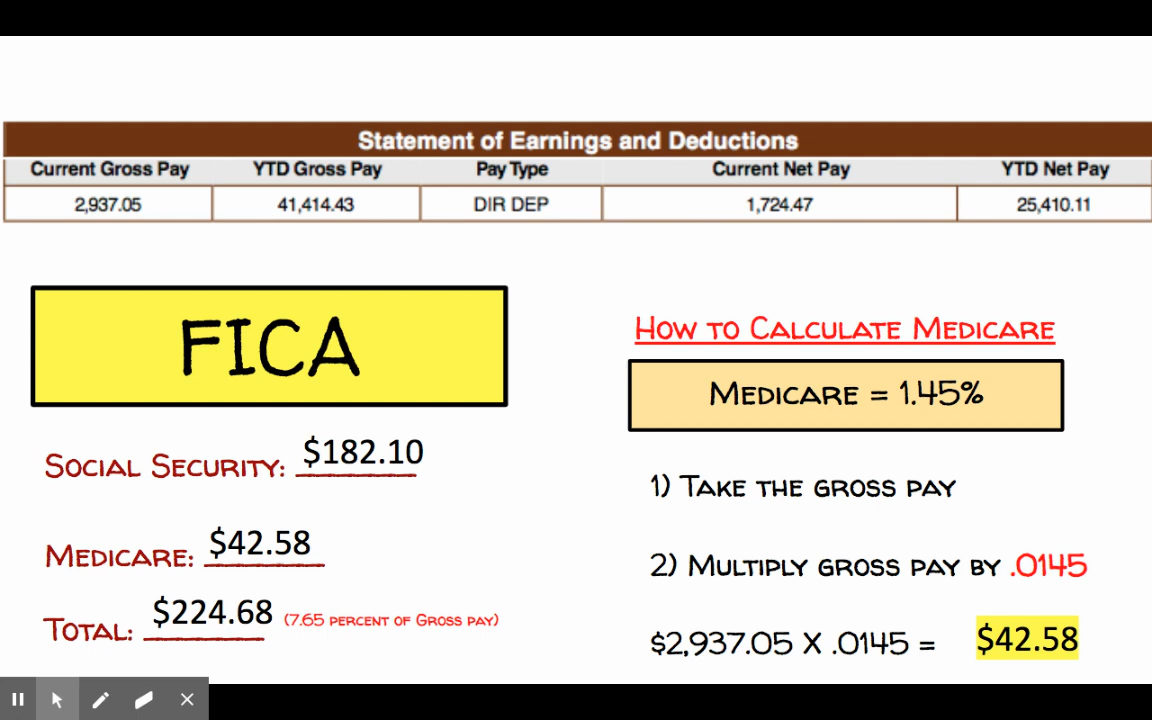 Statement of Earnings and Deductions
Current Gross Pay YTD Gross Pay Pay Type Current Net Pay YTD Net Pay
2,937.05 41,414.43 DIR DEP 1,724.47 25,410.11
FICA
HOW TO CALCULATE MEDICARE
MEDICARE = 1.45%
SOCIAL SECURITY: $182.10
1) TAKE THE GROSS PAY
MEDICARE: $42.58
2) MULTIPLY GROSS PAY BY .0145
TOTAL: $224.68 (7.65 PERCENT OF GROSS PAY)
$2,937.05 X .0145 = $42.58